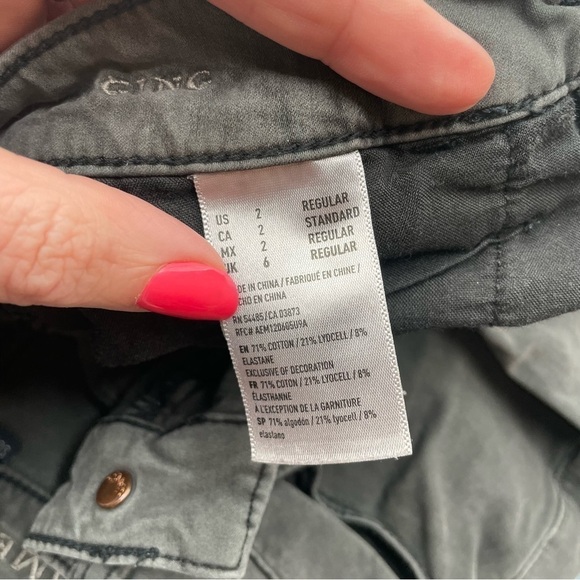 US 2 REGULAR
CA 2 STANDARD
MX 2 REGULAR
UK 6 REGULAR
DE IN CHINA / FABRIQUÉ EN CHINE /
CHO EN CHINA
RN 54485/CA 03873
RFC# AEM120605U9A
EN 71% COTTON / 21% LYOCELL / 8%
ELASTANE
EXCLUSIVE OF DECORATION
FR 71% COTON / 21% LYOCELL / 8%
ÉLASTHANNE
À L'EXCEPTION DE LA GARNITURE
SP 71% algodón / 21% lyocell / 8%
elastano